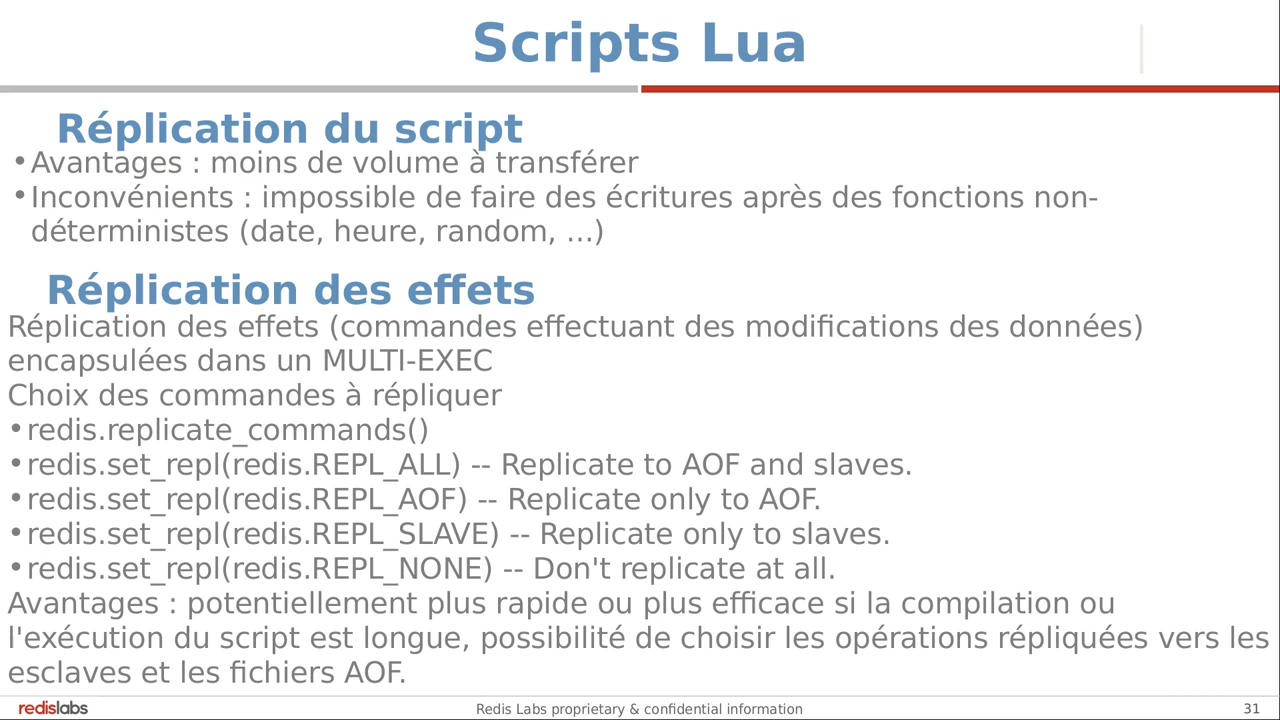 Scripts Lua
Réplication du script
•Avantages : moins de volume à transférer
•Inconvénients : impossible de faire des écritures après des fonctions non-
déterministes (date, heure, random, ...)
Réplication des effets
Réplication des effets (commandes effectuant des modifications des données)
encapsulées dans un MULTI-EXEC
Choix des commandes à répliquer
•redis.replicate_commands()
•redis.set_repl(redis.REPL_ALL) -- Replicate to AOF and slaves.
•redis.set_repl(redis.REPL_AOF) -- Replicate only to AOF.
•redis.set_repl(redis.REPL_SLAVE) -- Replicate only to slaves.
•redis.set_repl(redis.REPL_NONE) -- Don't replicate at all.
Avantages : potentiellement plus rapide ou plus efficace si la compilation ou
l'exécution du script est longue, possibilité de choisir les opérations répliquées vers les
esclaves et les fichiers AOF.
redislabs
Redis Labs proprietary & confidential information
31